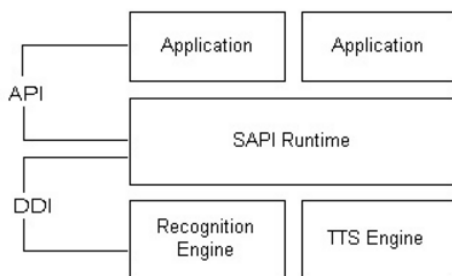 Application
Application
API
SAPI Runtime
DDI
Recognition
Engine
TTS Engine